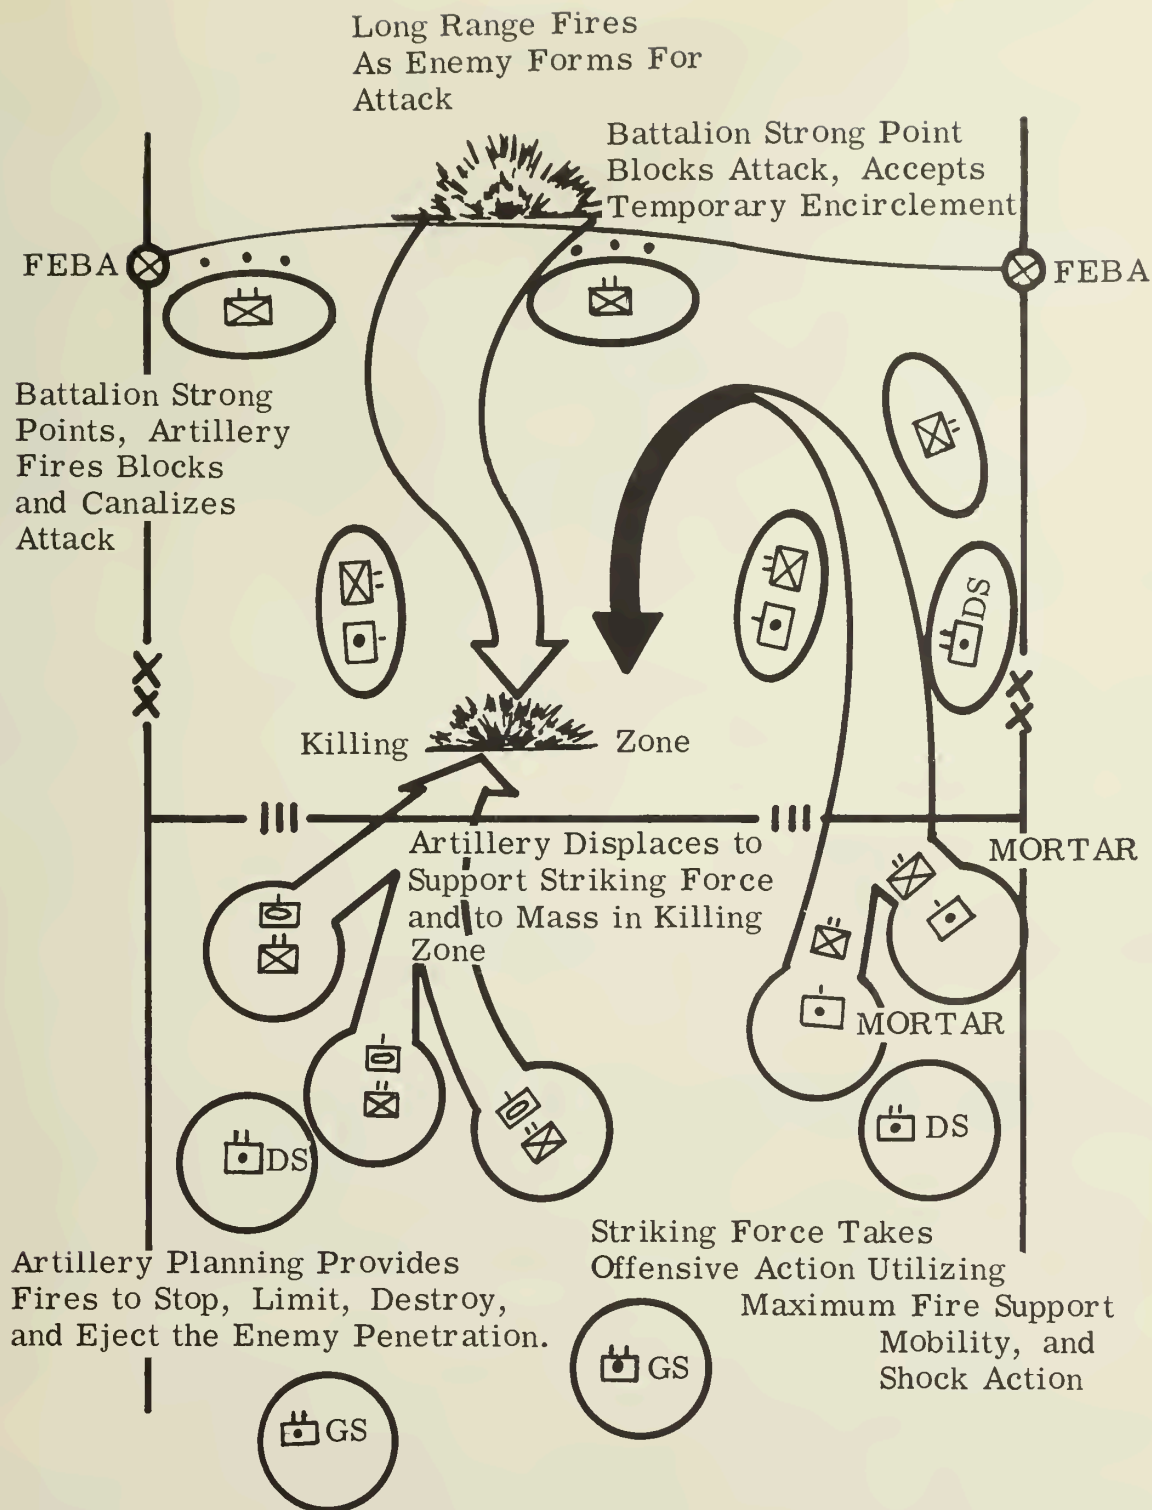 Long Range Fires
As Enemy Forms For
Attack
Battalion Strong Point
Blocks Attack, Accepts
Temporary Encirclement
FEBA
FEBA
Battalion Strong
Points, Artillery
Fires Blocks
and Canalizes
Attack
DS
XX
XX
Killing Zone
III
III
Artillery Displaces to
Support Striking Force
and to Mass in Killing
Zone
MORTAR
MORTAR
DS
DS
Artillery Planning Provides
Fires to Stop, Limit, Destroy,
and Eject the Enemy Penetration.
Striking Force Takes
Offensive Action Utilizing
Maximum Fire Support
Mobility, and
Shock Action
GS
GS